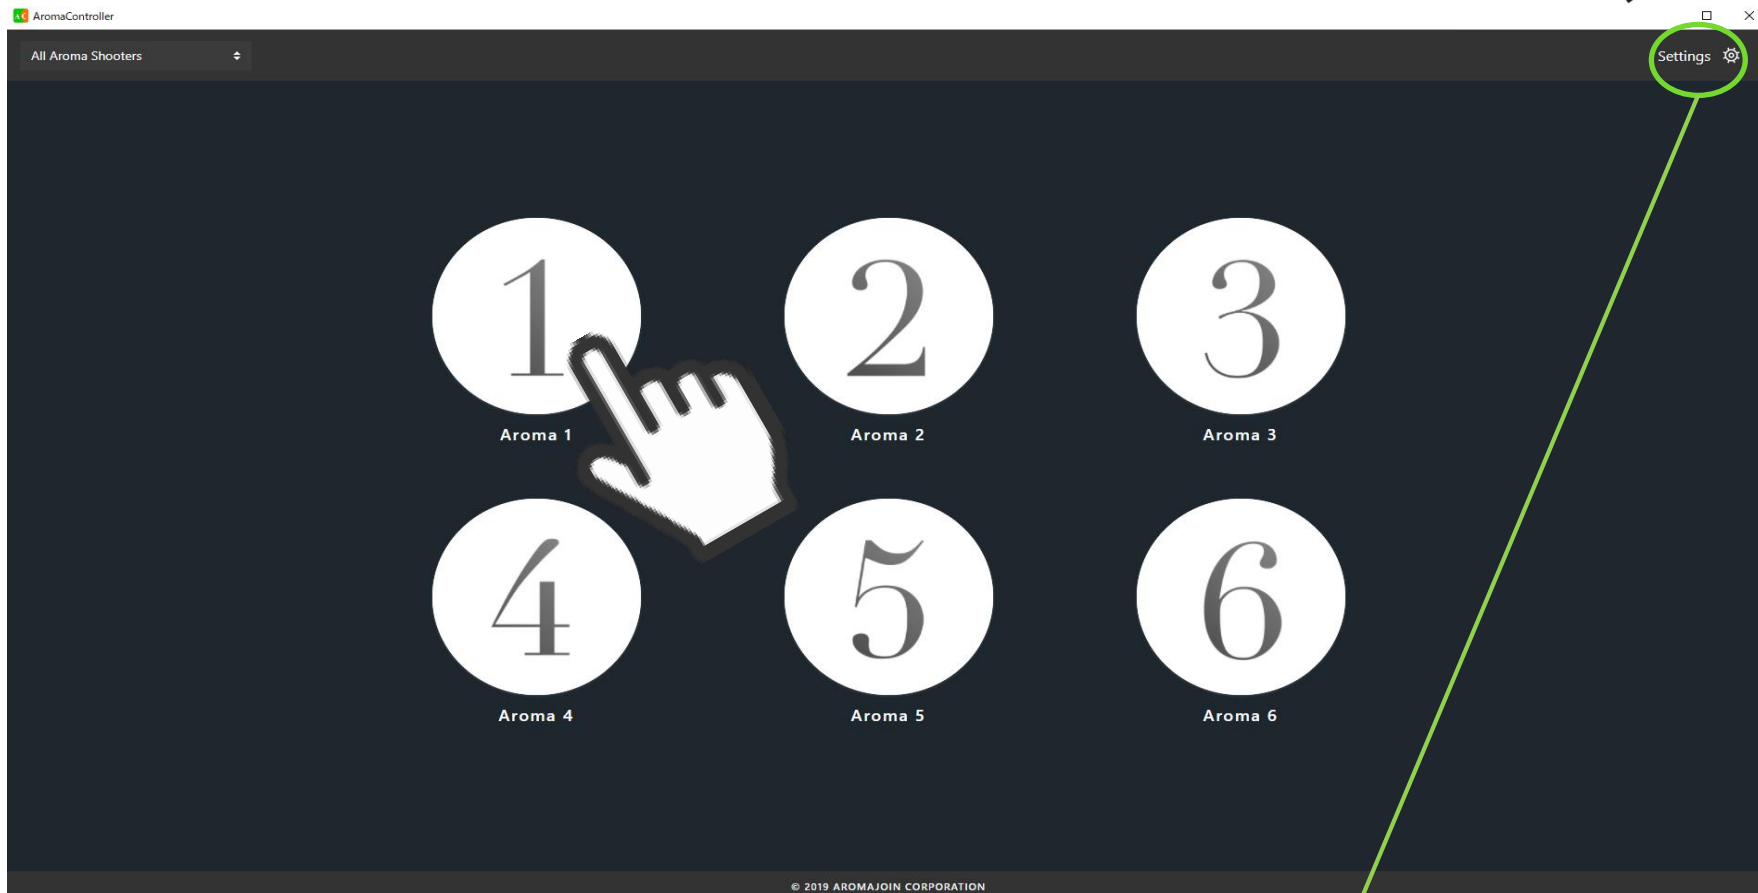 AC AromaController
All Aroma Shooters
Settings
1
2
3
Aroma 1
Aroma 2
Aroma 3
4
5
6
Aroma 4
Aroma 5
Aroma 6
© 2019 AROMAJOIN CORPORATION